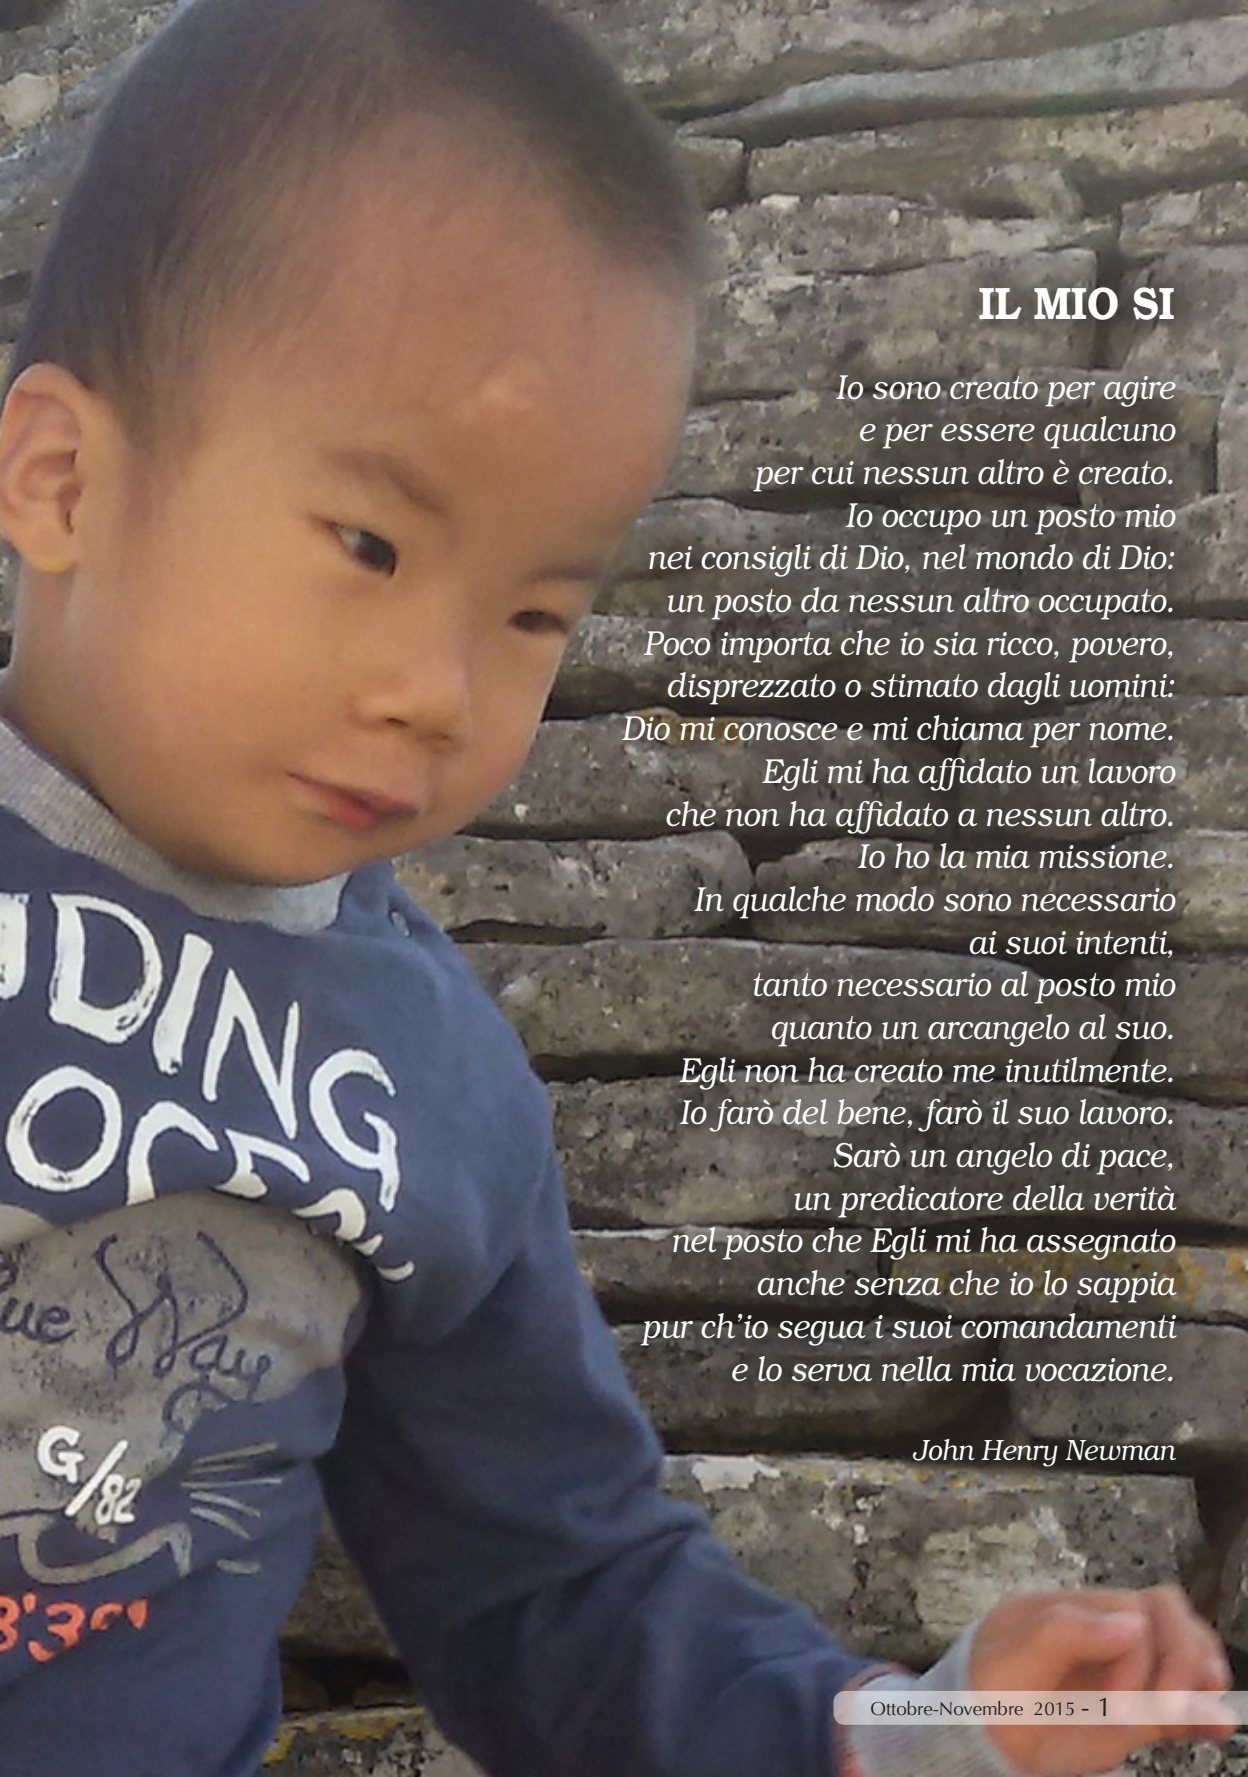 IL MIO SI
Io sono creato per agire
e per essere qualcuno
per cui nessun altro è creato.
Io occupo un posto mio
nei consigli di Dio, nel mondo di Dio:
un posto da nessun altro occupato.
Poco importa che io sia ricco, povero,
disprezzato o stimato dagli uomini:
Dio mi conosce e mi chiama per nome.
Egli mi ha affidato un lavoro
che non ha affidato a nessun altro.
Io ho la mia missione.
In qualche modo sono necessario
ai suoi intenti,
tanto necessario al posto mio
quanto un arcangelo al suo.
Egli non ha creato me inutilmente.
Io farò del bene, farò il suo lavoro.
Sarò un angelo di pace,
un predicatore della verità
nel posto che Egli mi ha assegnato
anche senza che io lo sappia
pur ch'io segua i suoi comandamenti
e lo serva nella mia vocazione.
John Henry Newman
DING
Way
G/82
Ottobre-Novembre 2015 - 1